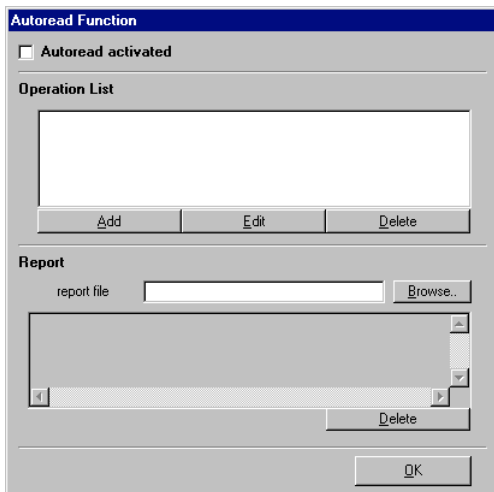 Autoread Function
Autoread activated
Operation List
Add Edit Delete
Report
report file Browse..
Delete
OK